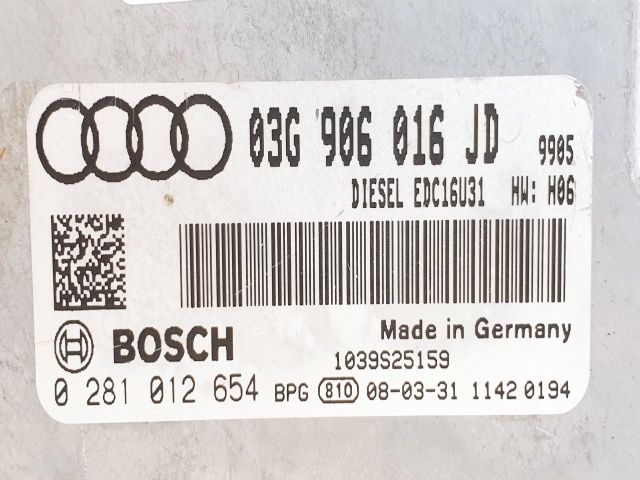 03G 906 016 JD 9905
DIESEL EDC16U31 HW: H06
BOSCH Made in Germany
1039S25159
0 281 012 654 BPG 810 08-03-31 1142 0194